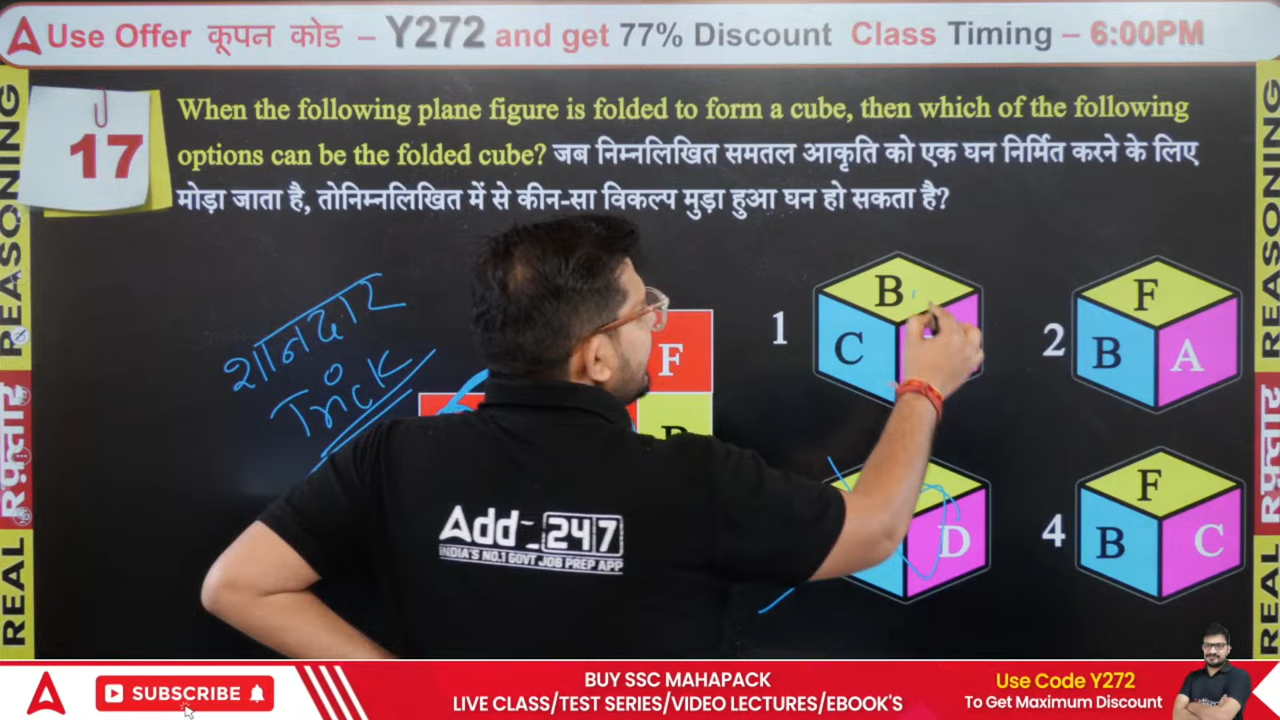 Use Offer कूपन कोड – Y272 and get 77% Discount Class Timing – 6:00PM
REASONING
REAL रफ़्तार
17
When the following plane figure is folded to form a cube, then which of the following
options can be the folded cube? जब निम्नलिखित समतल आकृति को एक घन निर्मित करने के लिए
मोड़ा जाता है, तोनिम्नलिखित में से कीन-सा विकल्प मुड़ा हुआ घन हो सकता है?
REASONING
REAL रफ़्तार
शानदार
Trick
F
1
B
C
2
F
B
A
D
4
F
B
C
Add 247
INDIA'S NO.1 GOVT JOB PREP APP
SUBSCRIBE
BUY SSC MAHAPACK
LIVE CLASS/TEST SERIES/VIDEO LECTURES/EBOOK'S
Use Code Y272
To Get Maximum Discount